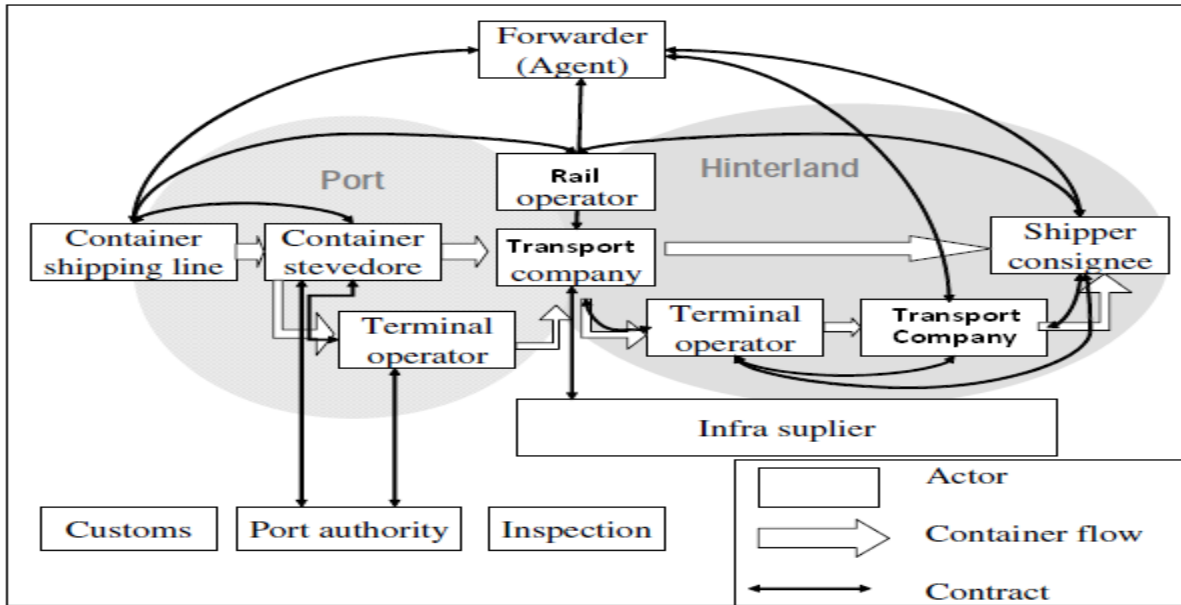 Forwarder
(Agent)
Port
Rail
operator
Hinterland
Container
shipping line
Container
stevedore
Transport
company
Shipper
consignee
Terminal
operator
Terminal
operator
Transport
Company
Infra suplier
Customs
Port authority
Inspection
Actor
Container flow
Contract